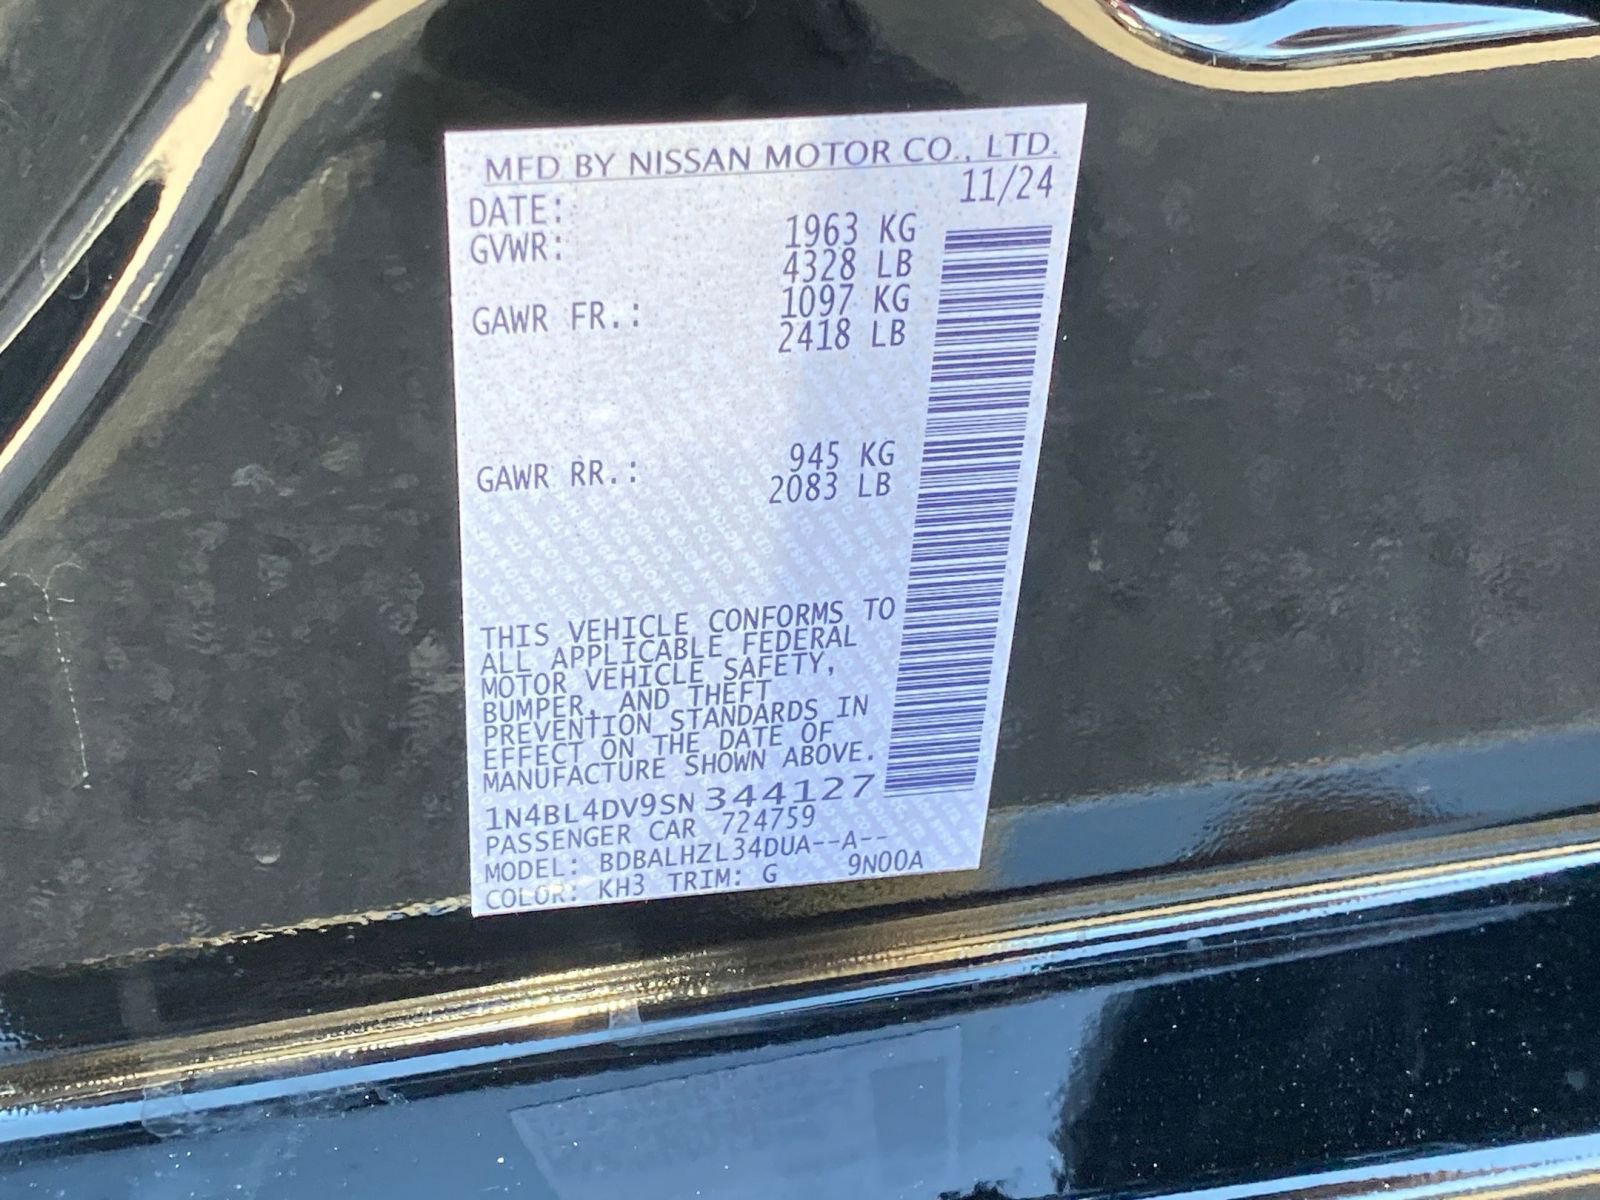 MFD BY NISSAN MOTOR CO., LTD.
DATE: 11/24
GVWR: 1963 KG
4328 LB
GAWR FR.: 1097 KG
2418 LB
GAWR RR.: 945 KG
2083 LB
THIS VEHICLE CONFORMS TO
ALL APPLICABLE FEDERAL
MOTOR VEHICLE SAFETY,
BUMPER, AND THEFT
PREVENTION STANDARDS IN
EFFECT ON THE DATE OF
MANUFACTURE SHOWN ABOVE.
1N4BL4DV9SN344127
PASSENGER CAR 724759
MODEL: BDBALHZL34DUA--A--
COLOR: KH3 TRIM: G 9N00A